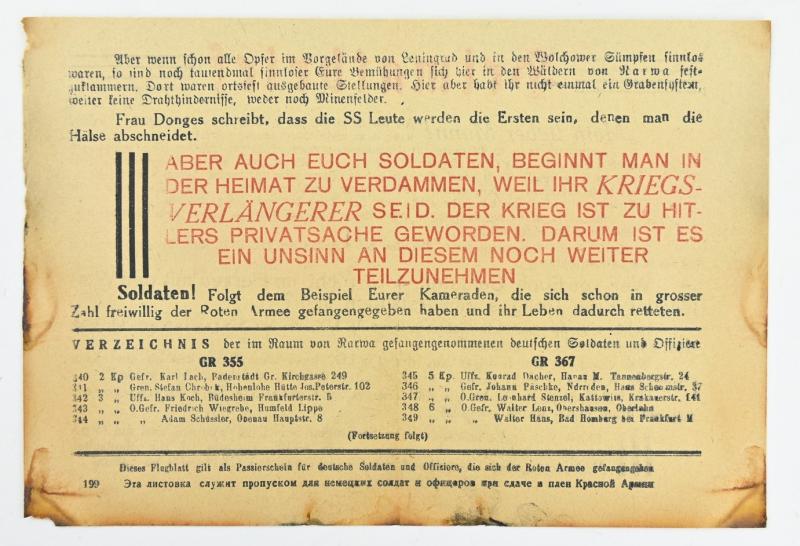 Aber wenn schon alle Opfer im Vorgelände von Leningrad und in den Wolchower Sümpfen sinnlos
waren, so sind noch tausendmal sinnloser Eure Bemühungen sich hier in den Wäldern von Narwa fest-
zuklammern. Dort waren ortsfest ausgebaute Stellungen. Hier aber habt ihr nicht einmal ein Grabensystem,
weiter keine Drahthindernisse, weder noch Minenfelder.
Frau Donges schreibt, dass die SS Leute werden die Ersten sein, denen man die
Hälse abschneidet.
ABER AUCH EUCH SOLDATEN, BEGINNT MAN IN
DER HEIMAT ZU VERDAMMEN, WEIL IHR KRIEGS-
VERLÄNGERER SEID. DER KRIEG IST ZU HIT-
LERS PRIVATSACHE GEWORDEN. DARUM IST ES
EIN UNSINN AN DIESEM NOCH WEITER
TEILZUNEHMEN
Soldaten! Folgt dem Beispiel Eurer Kameraden, die sich schon in grosser
Zahl freiwillig der Roten Armee gefangengegeben haben und ihr Leben dadurch retteten.
VERZEICHNIS der im Raum von Narwa gefangengenommenen deutschen Soldaten und Offiziere
GR 355
340 2 Kp Gefr. Karl Lach, Gr. Kirchgasse 249
341 „ „ Gren. Stefan Hohenlohe Hütte Jos.Peterstr. 102
342 3 „ Uffz. Hans Koch, Büdesheim Frankfurterstr. 5
343 „ „ O.Gefr. Friedrich Wiegrebe, Humfeld Lippe
344 „ „ „ Adam Schüssler, Openau Hauptstr. 8
GR 367
345 5 Kp. Uffz. Konrad Dacher, Hanau M. Tannenbergstr. 24
346 „ „ Gefr. Johann Paschke, Hans 37
347 „ „ O.Gren. Leonhard Stenzel, Kattowitz, Krakauerstr. 141
348 6 „ O.Gefr. Walter Lenz,
349 „ „ „ Walter Hans, Bad Homburg bei Frankfurt M
(Fortsetzung folgt)
Dieses Flugblatt gilt als Passierschein für deutsche Soldaten und Offiziere, die sich der Roten Armee gefangengeben
199 Эта листовка служит пропуском для немецких солдат и офицеров при сдаче в плен Красной Армии